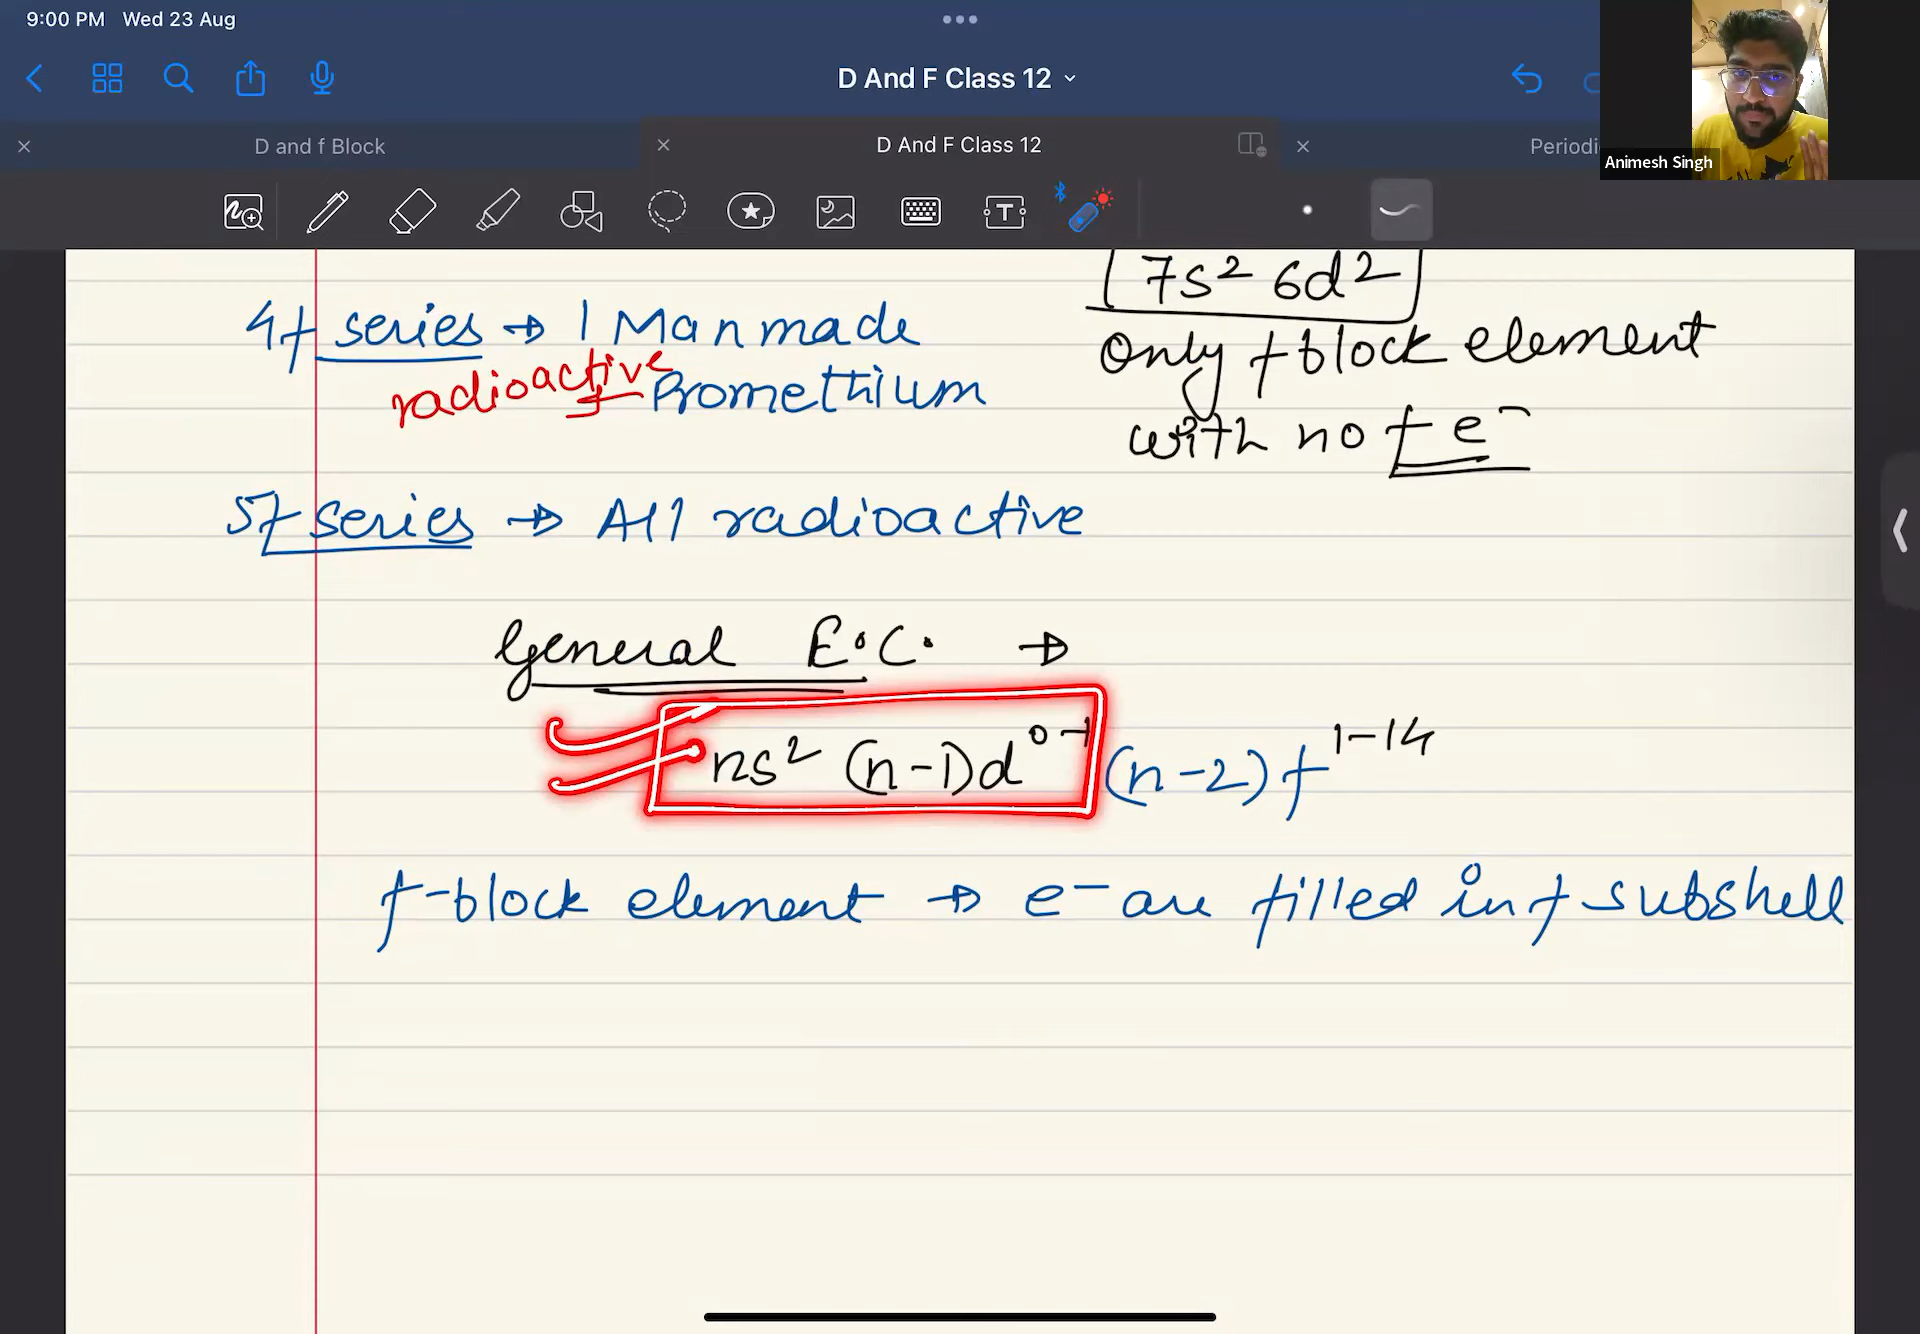 9:00 PM Wed 23 Aug
D And F Class 12
D and f Block
D And F Class 12
Periodi
Animesh Singh
7s² 6d²
4f series → 1 Manmade
radioactive Promethium
Only f block element
with no f e⁻
5f series → All radioactive
General E.C. →
ns² (n-1)d⁰⁻¹ (n-2)f¹⁻¹⁴
f-block element → e⁻ are filled in f subshell